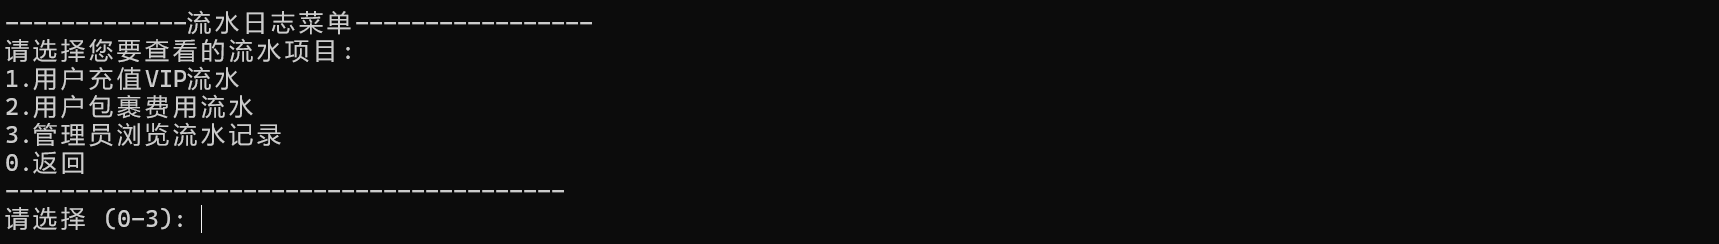 -------------流水日志菜单-----------------
请选择您要查看的流水项目:
1.用户充值VIP流水
2.用户包裹费用流水
3.管理员浏览流水记录
0.返回
----------------------------------------
请选择 (0-3):